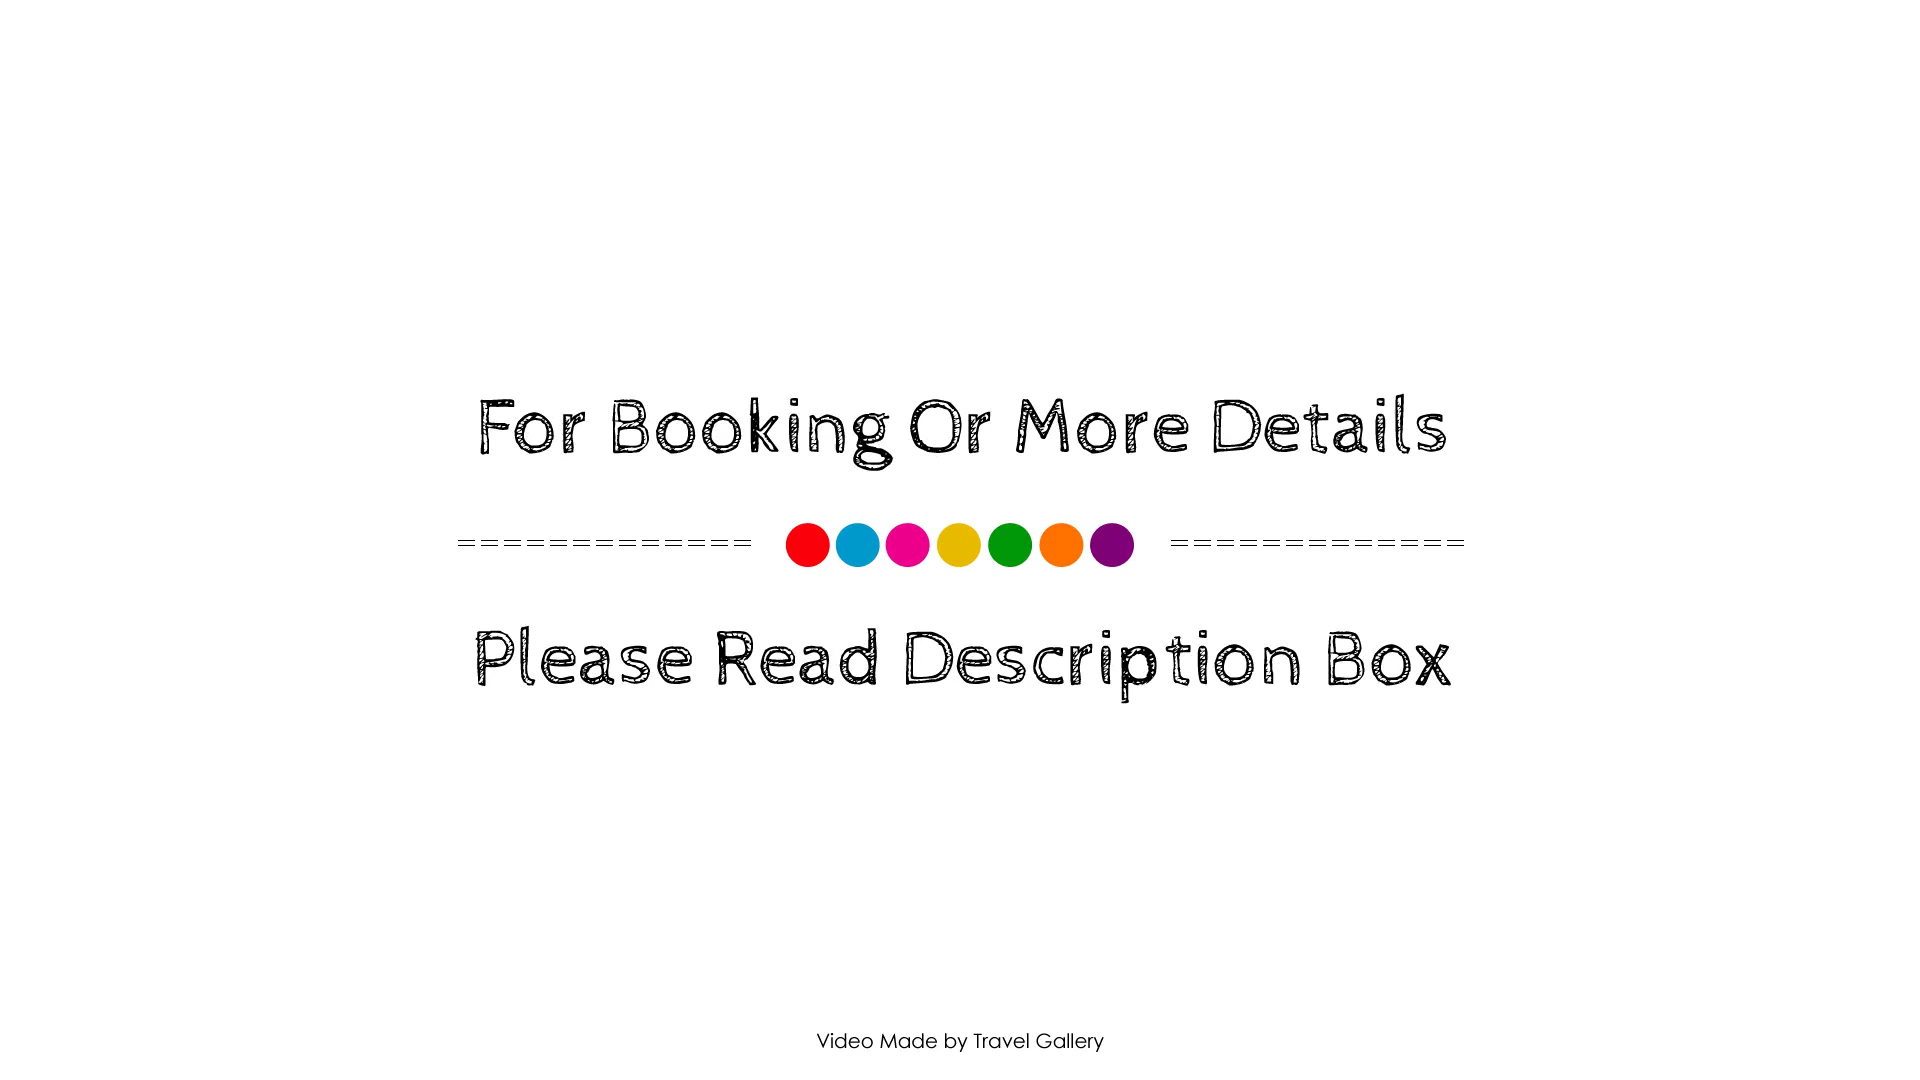 For Booking Or More Details
============= =============
Please Read Description Box
Video Made by Travel Gallery